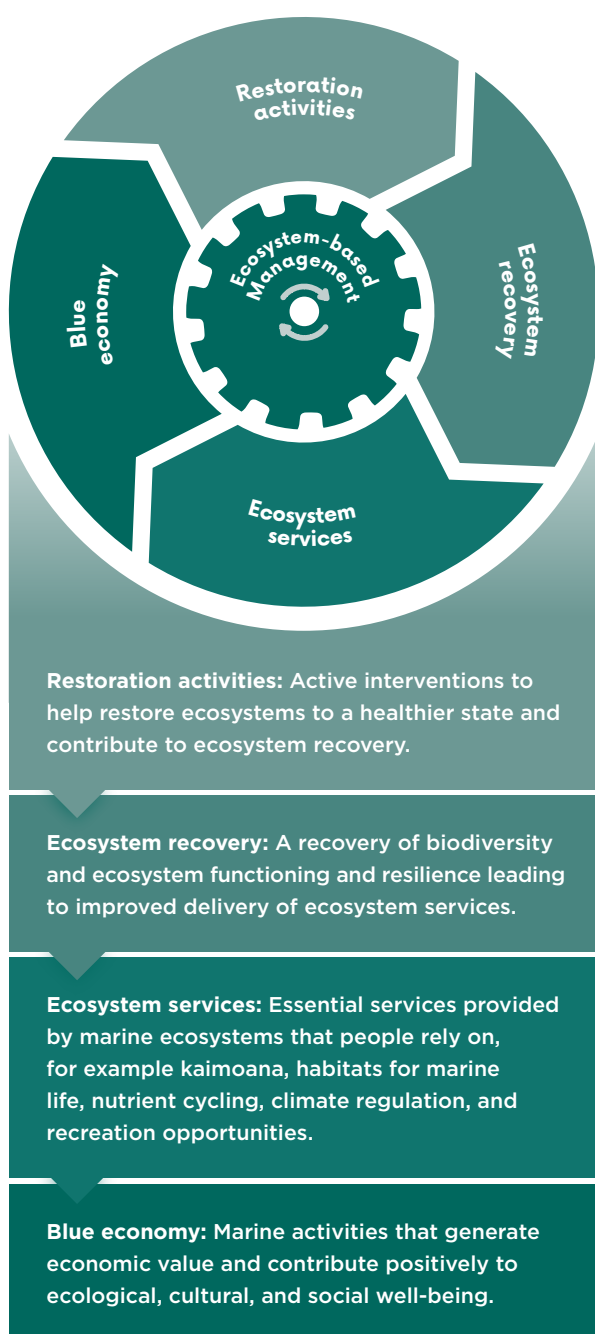 Restoration
activities
Ecosystem
recovery
Ecosystem-based
Management
Blue
economy
Ecosystem
services
Restoration activities: Active interventions to
help restore ecosystems to a healthier state and
contribute to ecosystem recovery.
Ecosystem recovery: A recovery of biodiversity
and ecosystem functioning and resilience leading
to improved delivery of ecosystem services.
Ecosystem services: Essential services provided
by marine ecosystems that people rely on,
for example kaimoana, habitats for marine
life, nutrient cycling, climate regulation, and
recreation opportunities.
Blue economy: Marine activities that generate
economic value and contribute positively to
ecological, cultural, and social well-being.